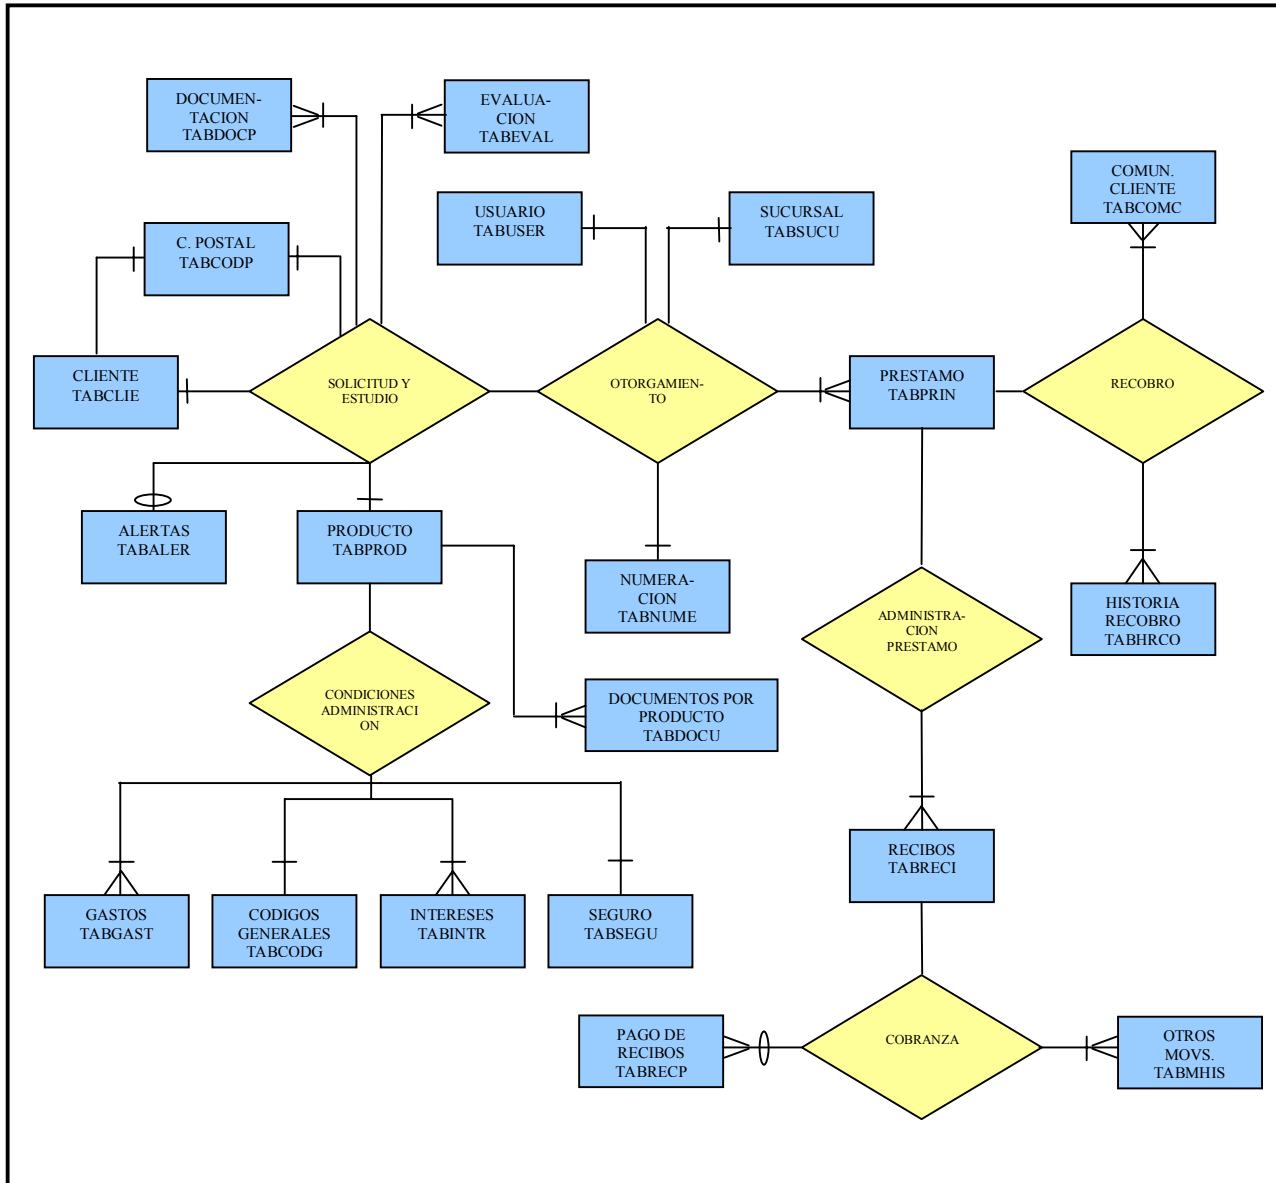 DOCUMEN-
TACION
TABDOCP
EVALUA-
CION
TABEVAL
COMUN.
CLIENTE
TABCOMC
USUARIO
TABUSER
SUCURSAL
TABSUCU
C. POSTAL
TABCODP
CLIENTE
TABCLIE
SOLICITUD Y
ESTUDIO
OTORGAMIEN-
TO
PRESTAMO
TABPRIN
RECOBRO
ALERTAS
TABALER
PRODUCTO
TABPROD
NUMERA-
CION
TABNUME
HISTORIA
RECOBRO
TABHRCO
ADMINISTRA-
CION
PRESTAMO
CONDICIONES
ADMINISTRACI
ON
DOCUMENTOS POR
PRODUCTO
TABDOCU
RECIBOS
TABRECI
GASTOS
TABGAST
CODIGOS
GENERALES
TABCODG
INTERESES
TABINTR
SEGURO
TABSEGU
PAGO DE
RECIBOS
TABRECP
COBRANZA
OTROS
MOVS.
TABMHIS